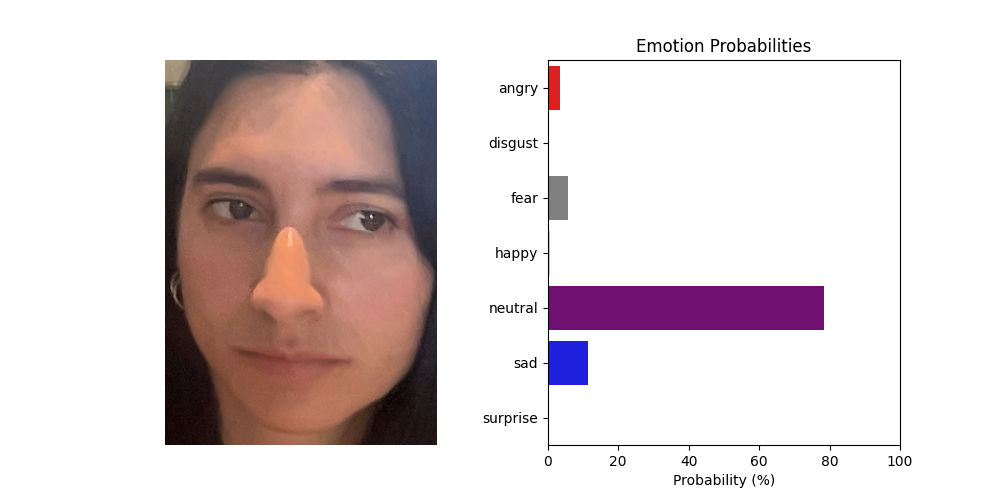 Emotion Probabilities
angry
disgust
fear
happy
neutral
sad
surprise
0 20 40 60 80 100
Probability (%)